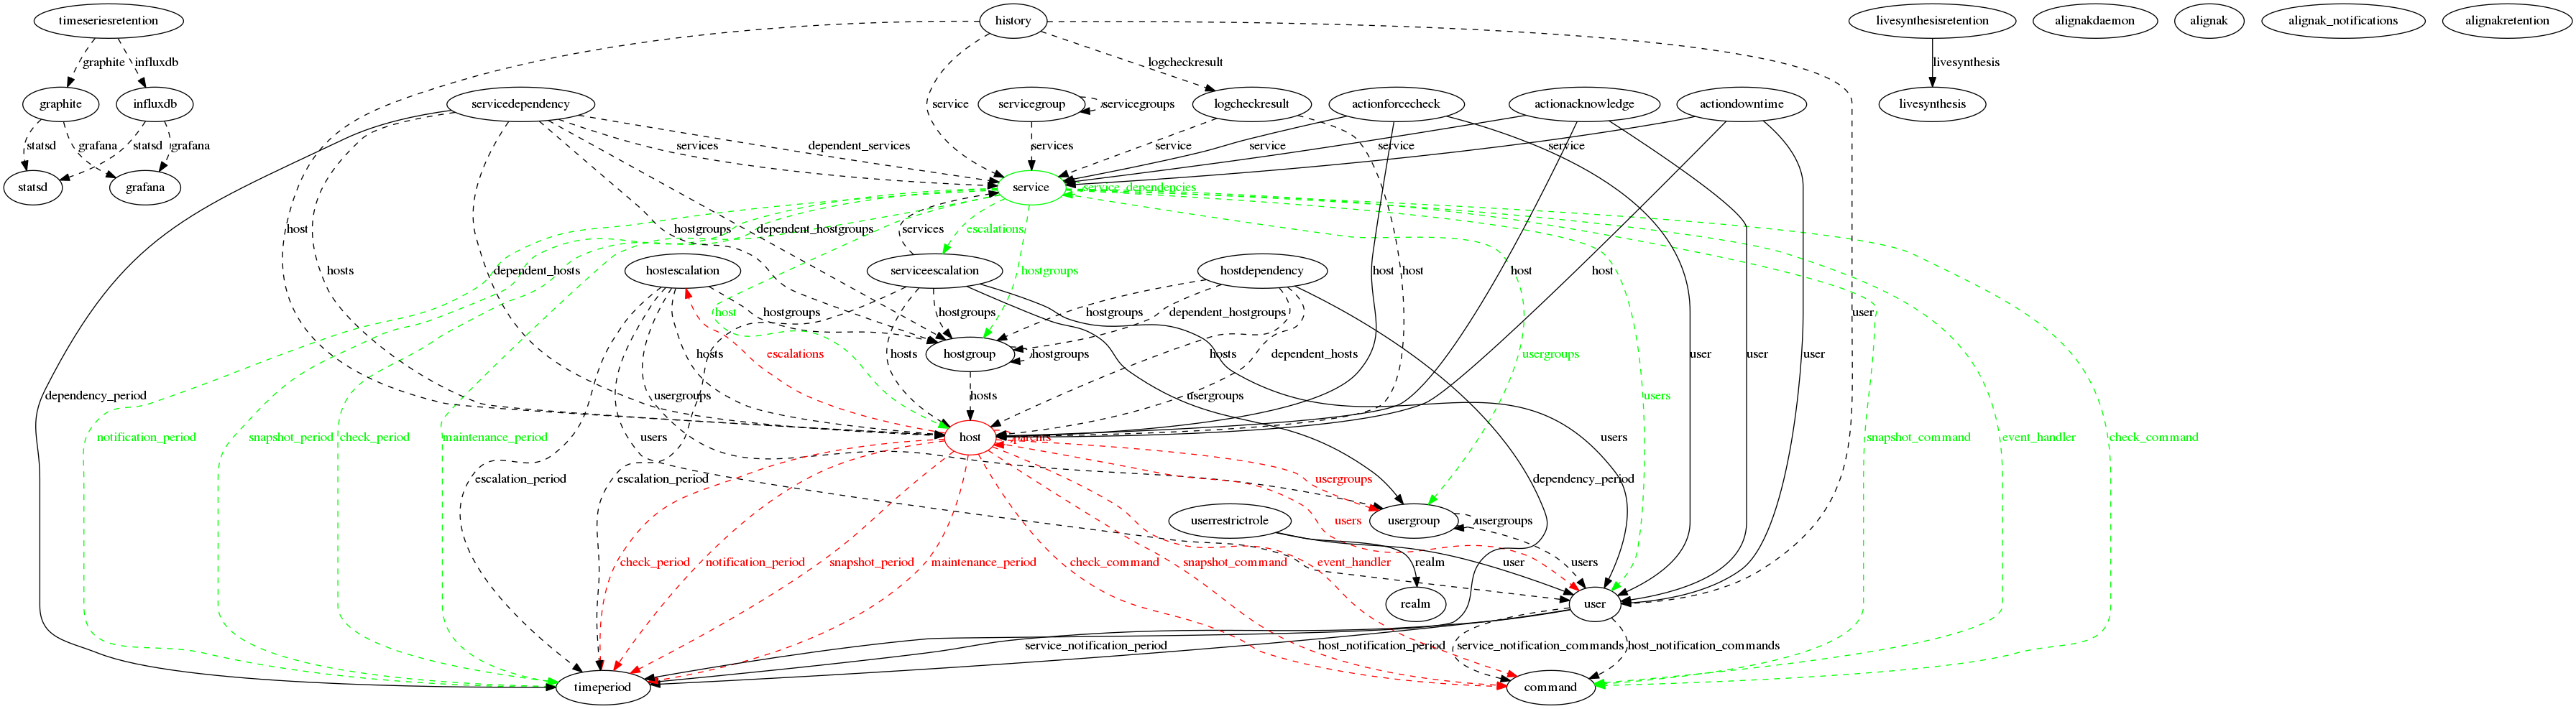 timeseriesretention
history
livesynthesisretention
alignakdaemon
alignak
alignak_notifications
alignakretention
graphite
influxdb
logcheckresult
livesynthesis
graphite
influxdb
servicedependency
servicegroup
servicegroups
logcheckresult
actionforcecheck
actionacknowledge
actiondowntime
livesynthesis
service
statsd
grafana
statsd
grafana
services
dependent_services
services
service
service
service
service
statsd
grafana
service
service_dependencies
host
hostgroups
dependent_hostgroups
services
escalations
hosts
dependent_hosts
hostescalation
serviceescalation
hostgroups
hostdependency
host
host
host
host
user
host
hostgroups
hostgroups
hostgroups
dependent_hostgroups
user
hosts
escalations
hosts
hostgroup
hostgroups
hosts
dependent_hosts
usergroups
user
user
user
dependency_period
usergroups
hosts
usergroups
users
notification_period
snapshot_period
check_period
maintenance_period
users
host
parents
users
snapshot_command
event_handler
check_command
escalation_period
escalation_period
usergroups
dependency_period
userrestrictrole
users
usergroup
usergroups
check_period
notification_period
snapshot_period
maintenance_period
check_command
snapshot_command
event_handler
realm
user
users
realm
user
service_notification_period
host_notification_period
service_notification_commands
host_notification_commands
timeperiod
command